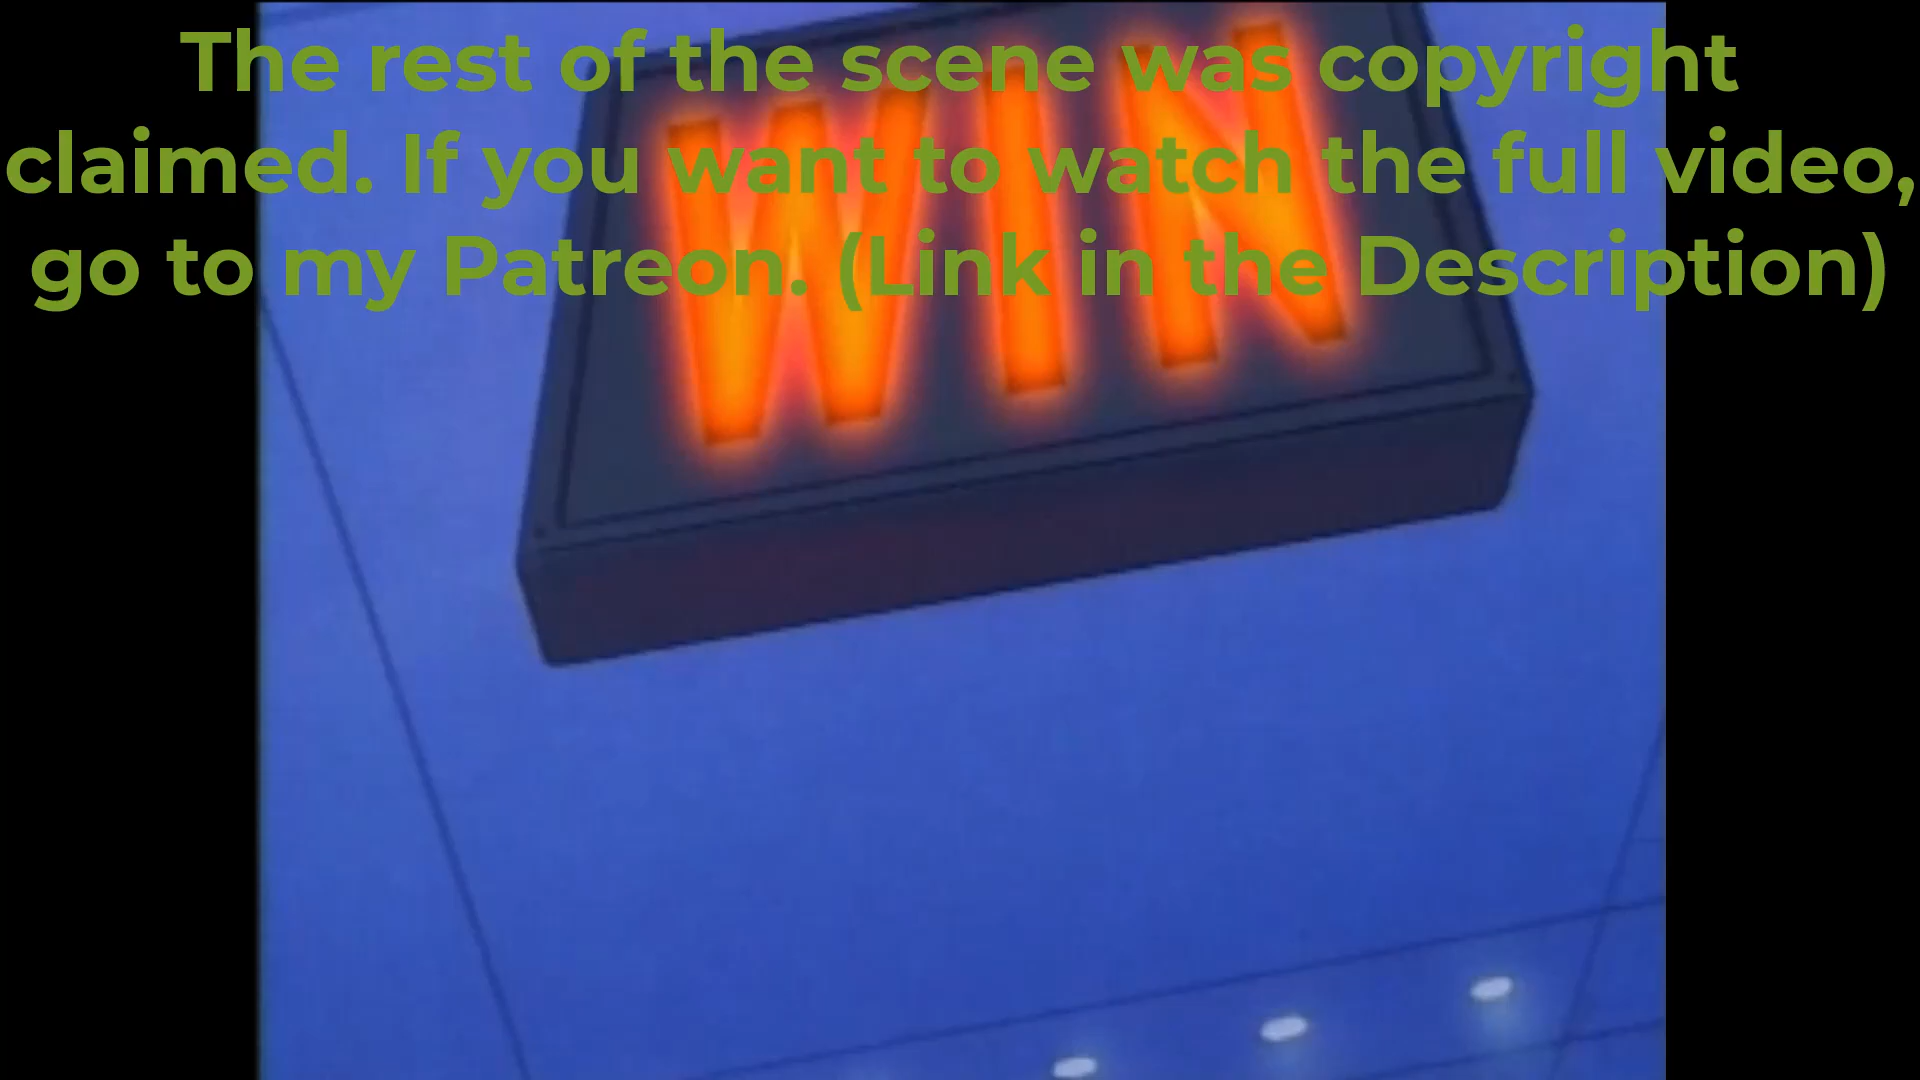 The rest of the scene was copyright
claimed. If you want to watch the full video,
go to my Patreon. (Link in the Description)
WIN